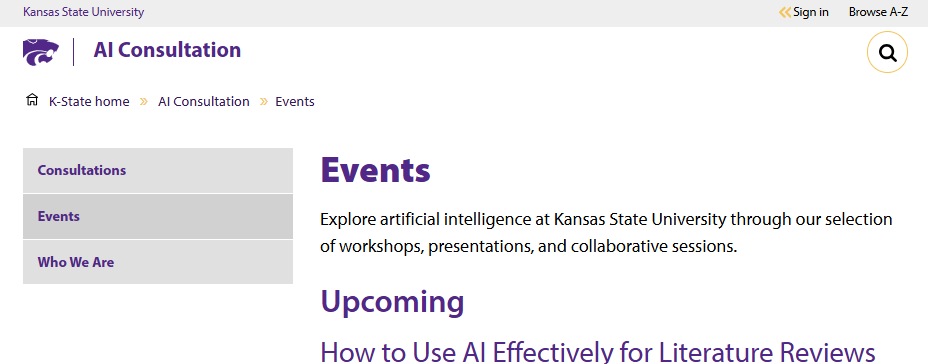 Kansas State University Sign in Browse A-Z
AI Consultation
K-State home » AI Consultation » Events
Consultations
Events
Who We Are
Events
Explore artificial intelligence at Kansas State University through our selection
of workshops, presentations, and collaborative sessions.
Upcoming
How to Use AI Effectively for Literature Reviews